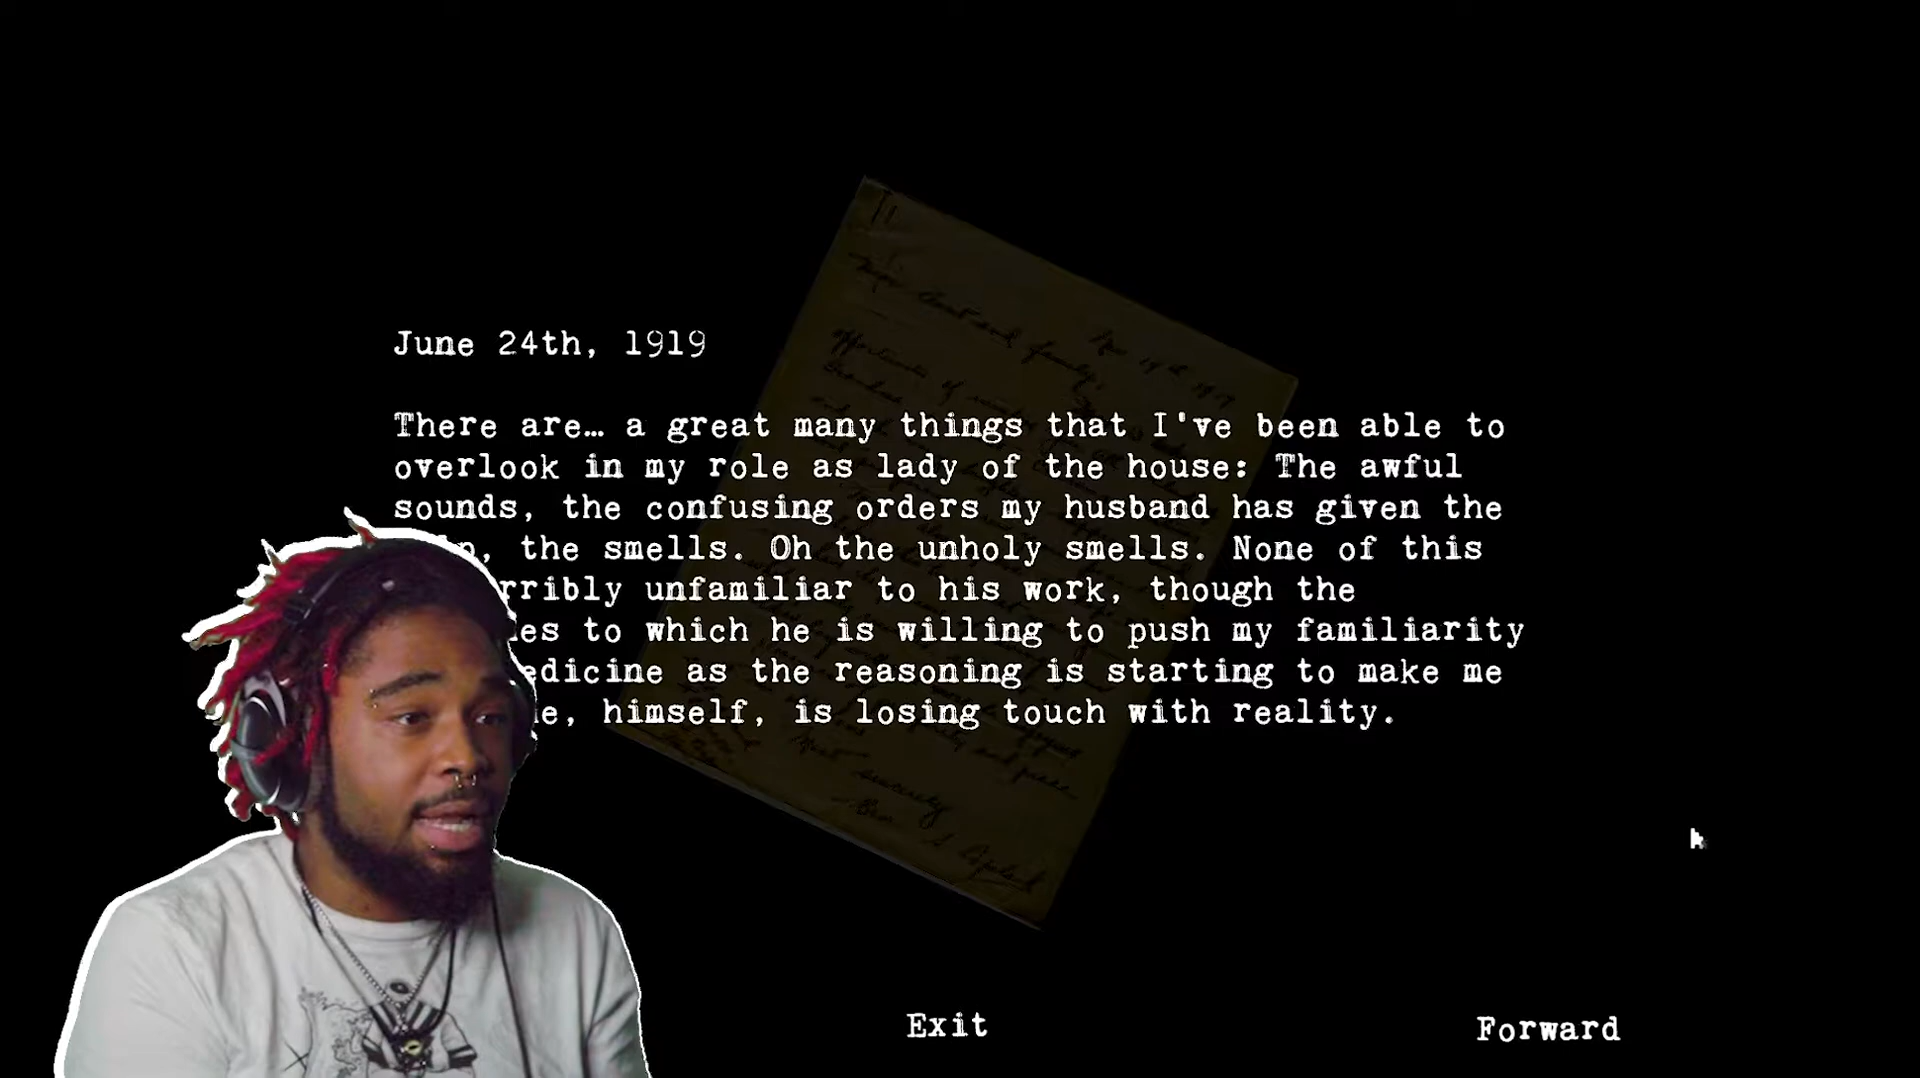 June 24th, 1919
There are… a great many things that I've been able to
overlook in my role as lady of the house: The awful
sounds, the confusing orders my husband has given the
the smells. Oh the unholy smells. None of this
unfamiliar to his work, though the
to which he is willing to push my familiarity
as the reasoning is starting to make me
himself, is losing touch with reality.
Exit
Forward